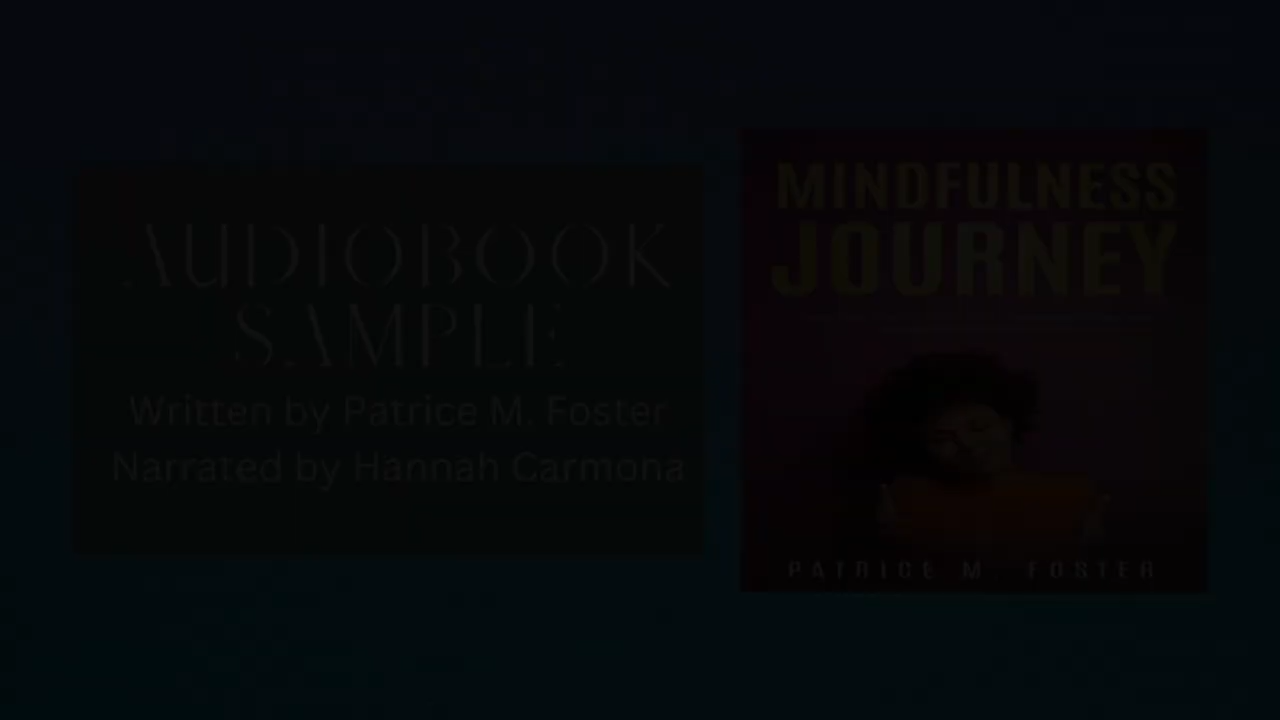 AUDIOBOOK
SAMPLE
Written by Patrice M. Foster
Narrated by Hannah Carmona
MINDFULNESS
JOURNEY
PATRICE M. FOSTER